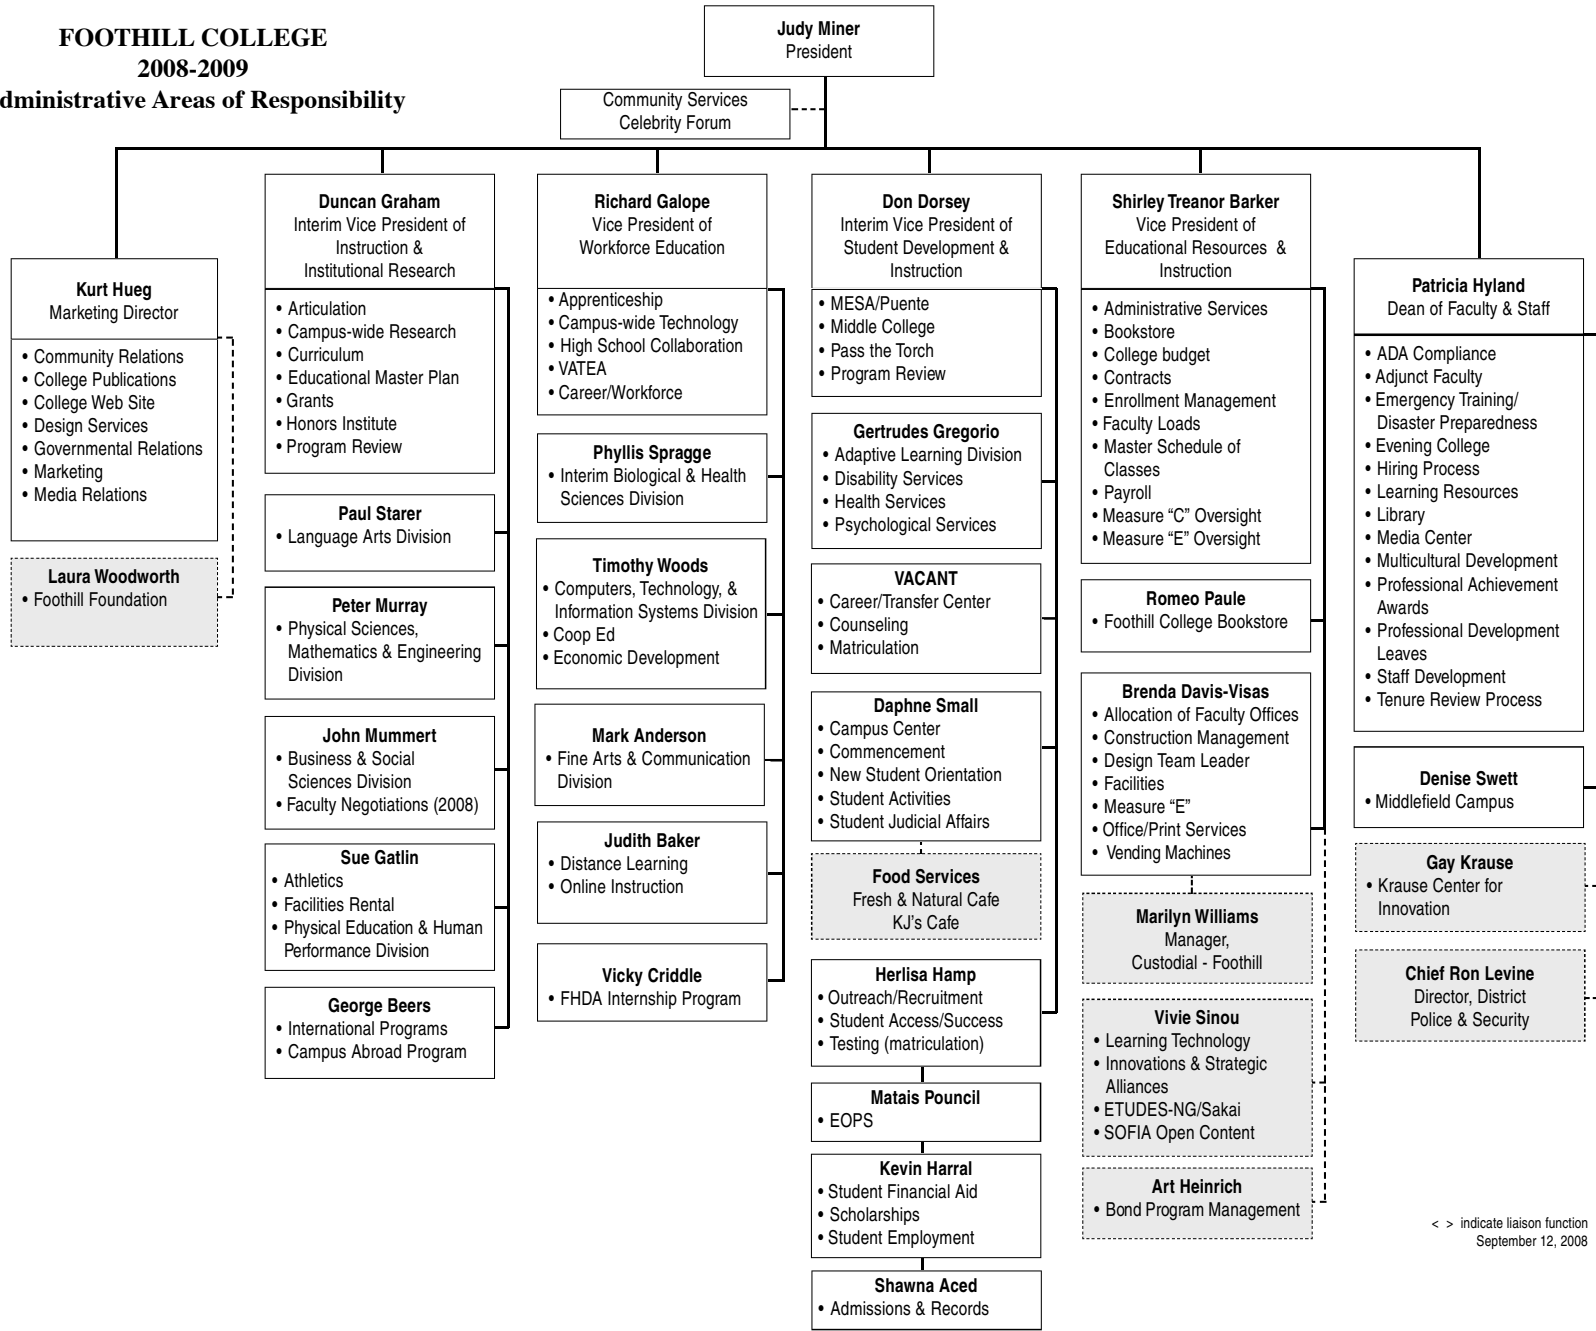 FOOTHILL COLLEGE
2008-2009
dministrative Areas of Responsibility
Judy Miner
President
Community Services
Celebrity Forum
Kurt Hueg
Marketing Director
• Community Relations
• College Publications
• College Web Site
• Design Services
• Governmental Relations
• Marketing
• Media Relations
Laura Woodworth
• Foothill Foundation
Duncan Graham
Interim Vice President of
Instruction &
Institutional Research
• Articulation
• Campus-wide Research
• Curriculum
• Educational Master Plan
• Grants
• Honors Institute
• Program Review
Paul Starer
• Language Arts Division
Peter Murray
• Physical Sciences,
Mathematics & Engineering
Division
John Mummert
• Business & Social
Sciences Division
• Faculty Negotiations (2008)
Sue Gatlin
• Athletics
• Facilities Rental
• Physical Education & Human
Performance Division
George Beers
• International Programs
• Campus Abroad Program
Richard Galope
Vice President of
Workforce Education
• Apprenticeship
• Campus-wide Technology
• High School Collaboration
• VATEA
• Career/Workforce
Phyllis Spragge
• Interim Biological & Health
Sciences Division
Timothy Woods
• Computers, Technology, &
Information Systems Division
• Coop Ed
• Economic Development
Mark Anderson
• Fine Arts & Communication
Division
Judith Baker
• Distance Learning
• Online Instruction
Vicky Criddle
• FHDA Internship Program
Don Dorsey
Interim Vice President of
Student Development &
Instruction
• MESA/Puente
• Middle College
• Pass the Torch
• Program Review
Gertrudes Gregorio
• Adaptive Learning Division
• Disability Services
• Health Services
• Psychological Services
VACANT
• Career/Transfer Center
• Counseling
• Matriculation
Daphne Small
• Campus Center
• Commencement
• New Student Orientation
• Student Activities
• Student Judicial Affairs
Food Services
Fresh & Natural Cafe
KJ's Cafe
Herlisa Hamp
• Outreach/Recruitment
• Student Access/Success
• Testing (matriculation)
Matais Pouncil
• EOPS
Kevin Harral
• Student Financial Aid
• Scholarships
• Student Employment
Shawna Aced
• Admissions & Records
Shirley Treanor Barker
Vice President of
Educational Resources &
Instruction
• Administrative Services
• Bookstore
• College budget
• Contracts
• Enrollment Management
• Faculty Loads
• Master Schedule of
Classes
• Payroll
• Measure “C” Oversight
• Measure “E” Oversight
Romeo Paule
• Foothill College Bookstore
Brenda Davis-Visas
• Allocation of Faculty Offices
• Construction Management
• Design Team Leader
• Facilities
• Measure “E”
• Office/Print Services
• Vending Machines
Marilyn Williams
Manager,
Custodial - Foothill
Vivie Sinou
• Learning Technology
• Innovations & Strategic
Alliances
• ETUDES-NG/Sakai
• SOFIA Open Content
Art Heinrich
• Bond Program Management
Patricia Hyland
Dean of Faculty & Staff
• ADA Compliance
• Adjunct Faculty
• Emergency Training/
Disaster Preparedness
• Evening College
• Hiring Process
• Learning Resources
• Library
• Media Center
• Multicultural Development
• Professional Achievement
Awards
• Professional Development
Leaves
• Staff Development
• Tenure Review Process
Denise Swett
• Middlefield Campus
Gay Krause
• Krause Center for
Innovation
Chief Ron Levine
Director, District
Police & Security
< > indicate liaison function
September 12, 2008